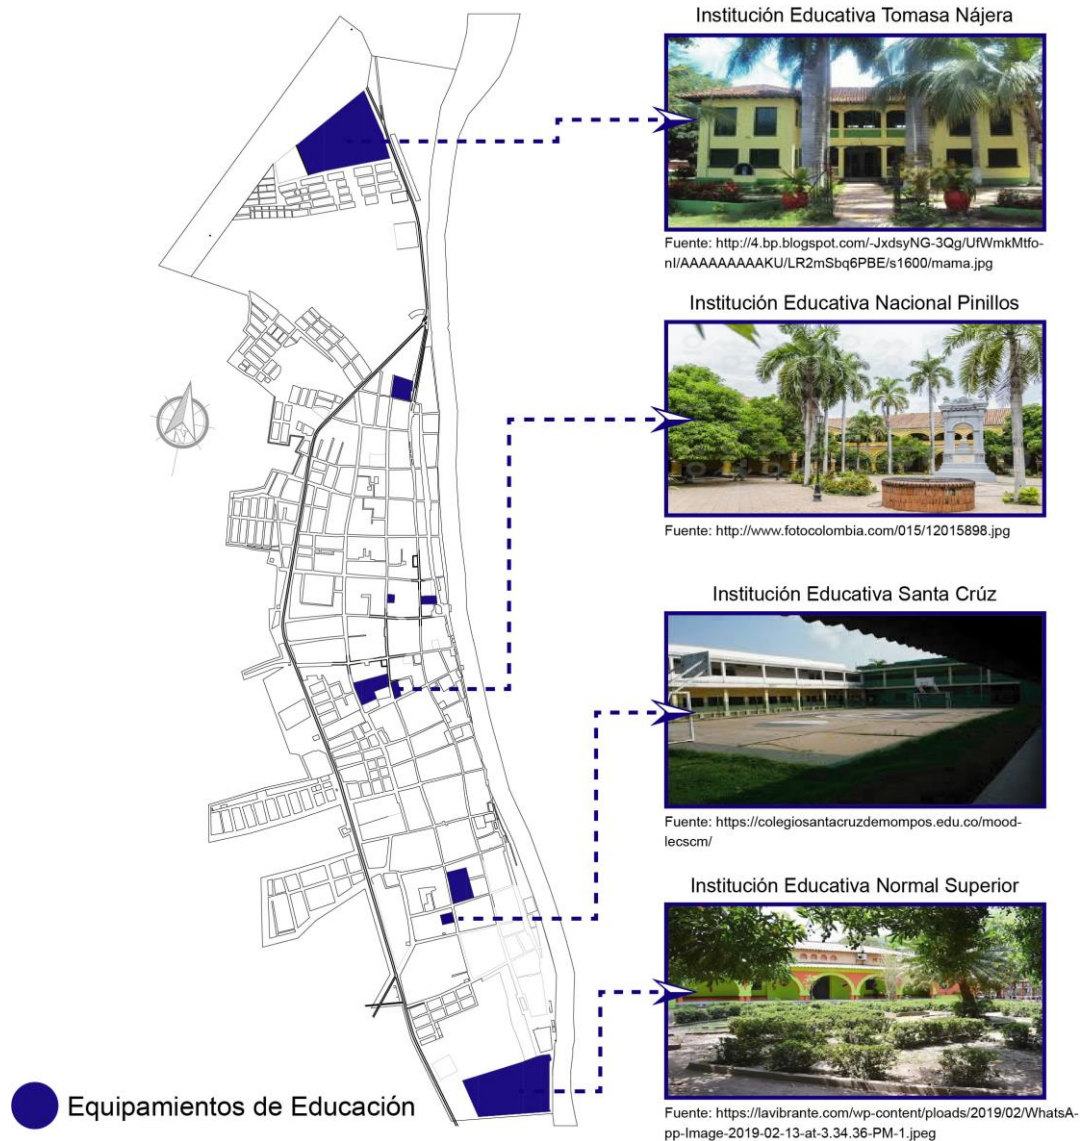 Institución Educativa Tomasa Nájera
Fuente: http://4.bp.blogspot.com/-JxdsyNG-3Qg/UfWmkMtfo-
nI/AAAAAAAAAKU/LR2mSbq6PBE/s1600/mama.jpg
Institución Educativa Nacional Pinillos
Fuente: http://www.fotocolombia.com/015/12015898.jpg
Institución Educativa Santa Crúz
Fuente: https://colegiosantacruzdemompos.edu.co/mood-
lecscm/
Institución Educativa Normal Superior
Fuente: https://lavibrante.com/wp-content/ploads/2019/02/WhatsA-
pp-Image-2019-02-13-at-3.34.36-PM-1.jpeg
Equipamientos de Educación